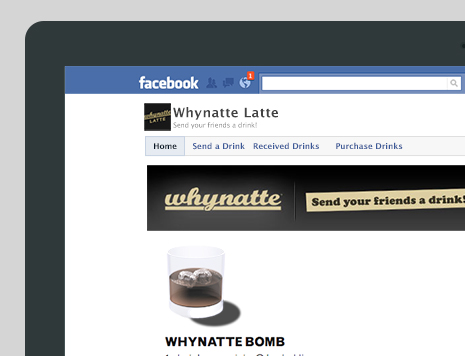 facebook
1
whynatte
LATTE
Whynatte Latte
Send your friends a drink!
Home Send a Drink Received Drinks Purchase Drinks
whynatte Send your friends a drink!
WHYNATTE BOMB